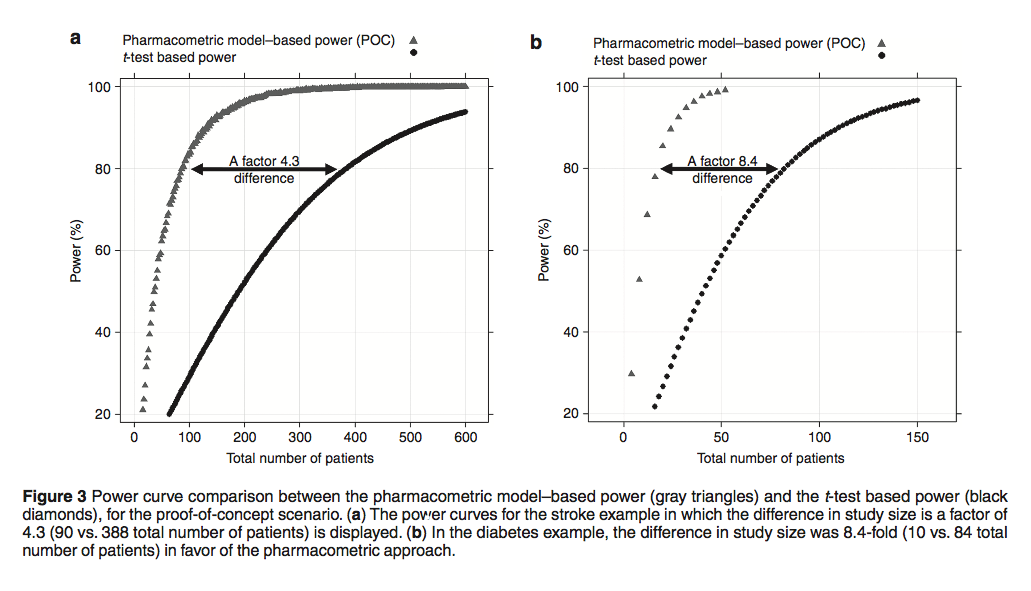 a
Pharmacometric model–based power (POC)
t-test based power
100
80
60
40
20
Power (%)
A factor 4.3
difference
0 100 200 300 400 500 600
Total number of patients
b
Pharmacometric model–based power (POC)
t-test based power
100
80
60
40
20
Power (%)
A factor 8.4
difference
0 50 100 150
Total number of patients
Figure 3 Power curve comparison between the pharmacometric model–based power (gray triangles) and the t-test based power (black
diamonds), for the proof-of-concept scenario. (a) The power curves for the stroke example in which the difference in study size is a factor of
4.3 (90 vs. 388 total number of patients) is displayed. (b) In the diabetes example, the difference in study size was 8.4-fold (10 vs. 84 total
number of patients) in favor of the pharmacometric approach.